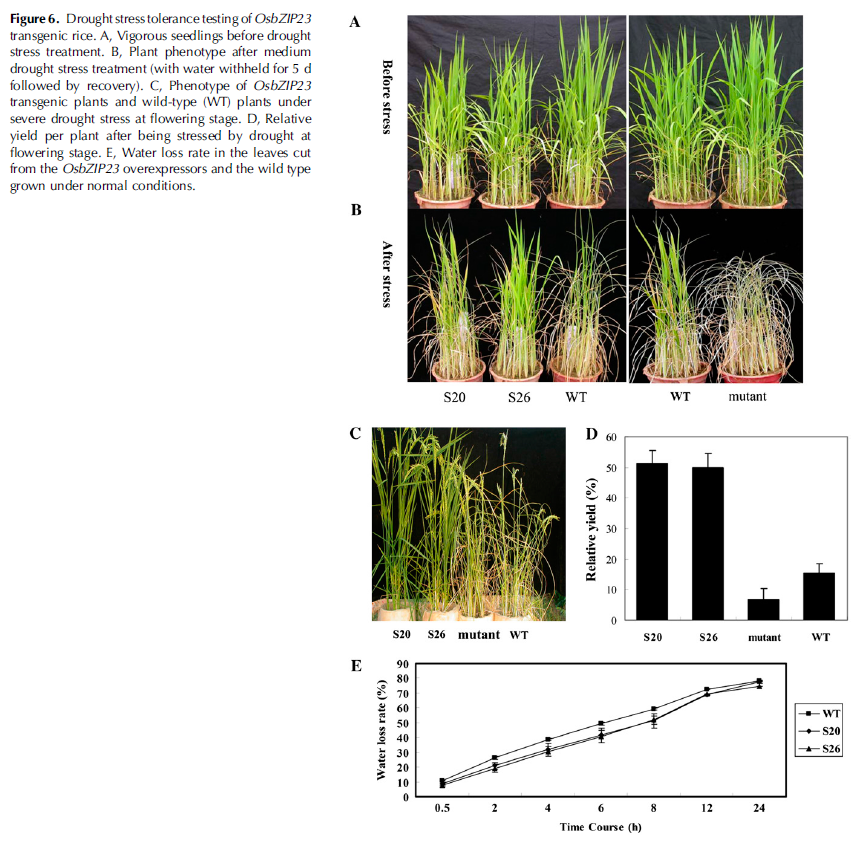 Figure 6. Drought stress tolerance testing of OsbZIP23
transgenic rice. A, Vigorous seedlings before drought
stress treatment. B, Plant phenotype after medium
drought stress treatment (with water withheld for 5 d
followed by recovery). C, Phenotype of OsbZIP23
transgenic plants and wild-type (WT) plants under
severe drought stress at flowering stage. D, Relative
yield per plant after being stressed by drought at
flowering stage. E, Water loss rate in the leaves cut
from the OsbZIP23 overexpressors and the wild type
grown under normal conditions.
A
Before stress
B
After stress
S20 S26 WT WT mutant
C
S20 S26 mutant WT
D
Relative yield (%)
60
50
40
30
20
10
0
S20 S26 mutant WT
E
Water loss rate (%)
90
80
70
60
50
40
30
20
10
0
0.5 2 4 6 8 12 24
Time Course (h)
WT
S20
S26